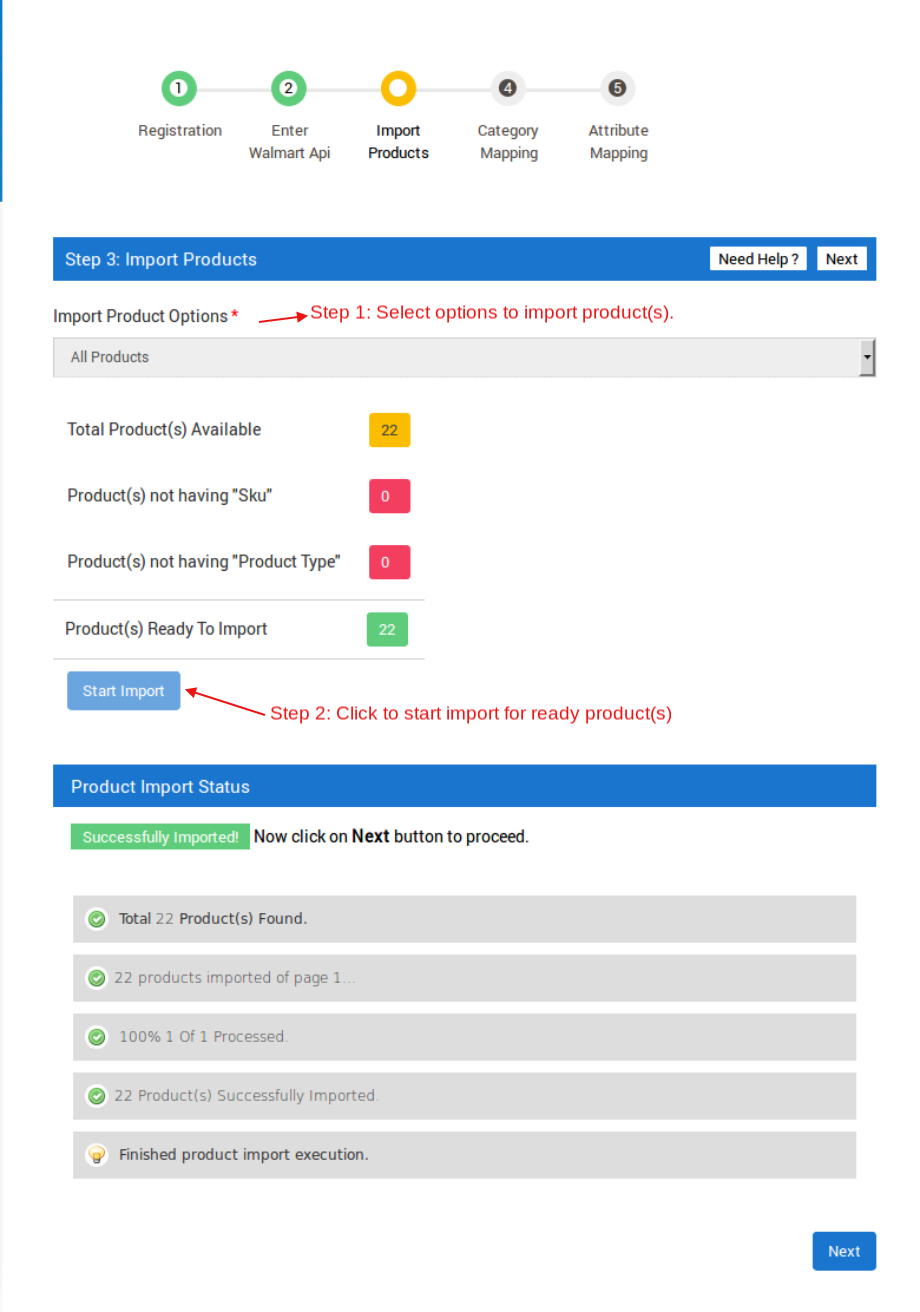 1 2 4 5
Registration Enter Import Category Attribute
Walmart Api Products Mapping Mapping
Step 3: Import Products Need Help ? Next
Import Product Options * Step 1: Select options to import product(s).
All Products
Total Product(s) Available 22
Product(s) not having "Sku" 0
Product(s) not having "Product Type" 0
Product(s) Ready To Import 22
Start Import
Step 2: Click to start import for ready product(s)
Product Import Status
Successfully Imported! Now click on Next button to proceed.
Total 22 Product(s) Found.
22 products imported of page 1...
100% 1 Of 1 Processed.
22 Product(s) Successfully Imported.
Finished product import execution.
Next